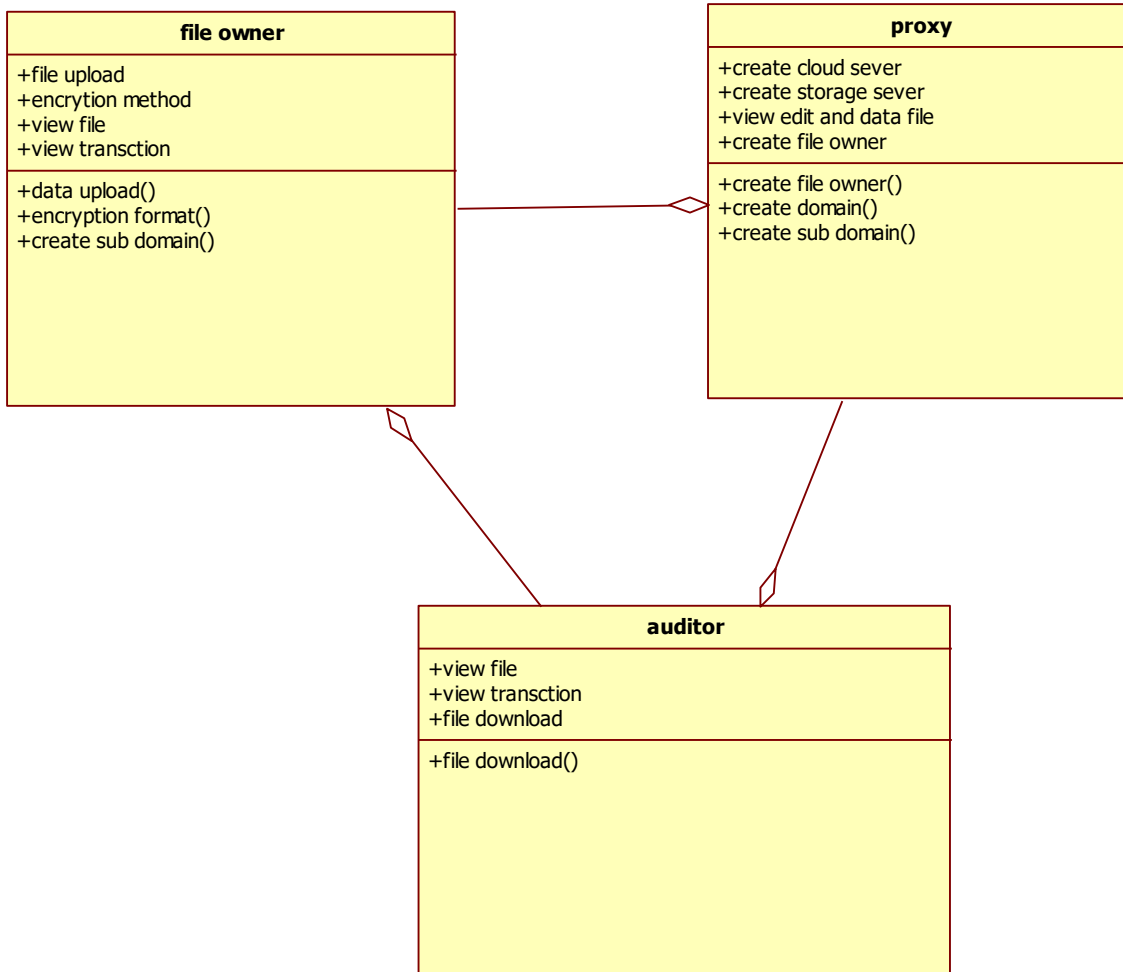 file owner
+file upload
+encrytion method
+view file
+view transction
+data upload()
+encryption format()
+create sub domain()
proxy
+create cloud sever
+create storage sever
+view edit and data file
+create file owner
+create file owner()
+create domain()
+create sub domain()
auditor
+view file
+view transction
+file download
+file download()